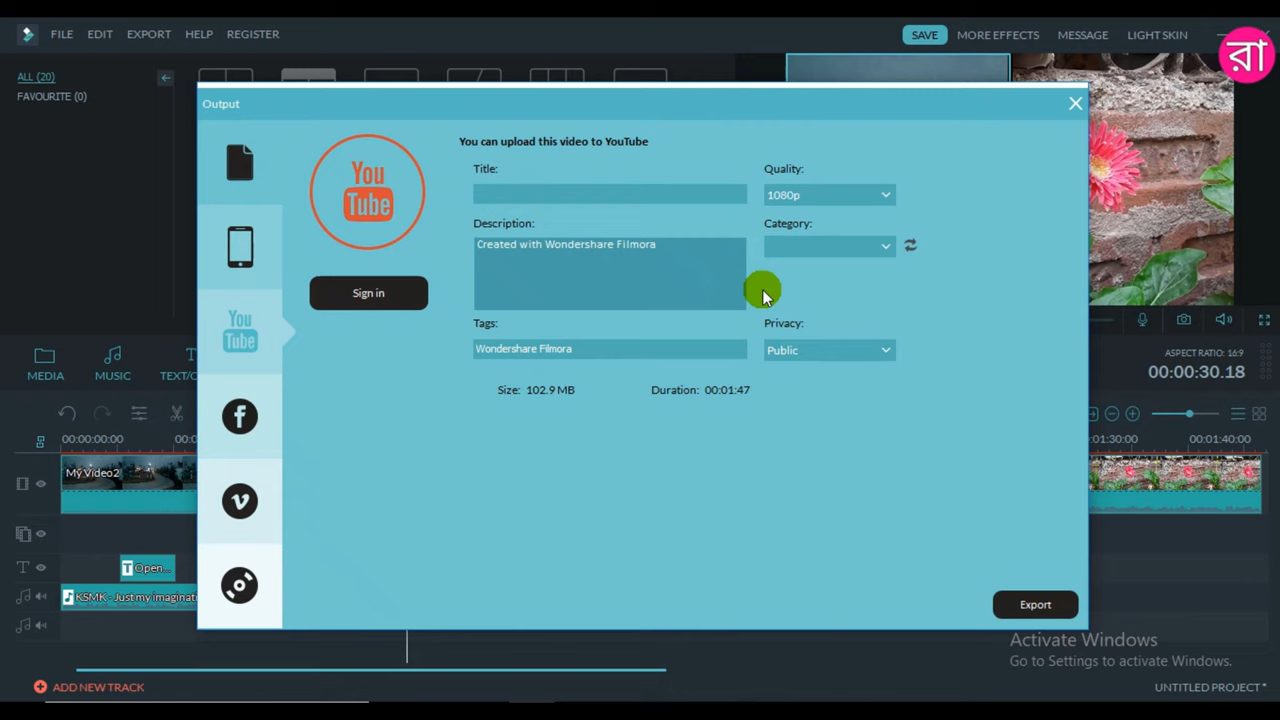 FILE EDIT EXPORT HELP REGISTER SAVE MORE EFFECTS MESSAGE LIGHT SKIN
রা
ALL (20)
FAVOURITE (0)
Output
You can upload this video to YouTube
You
Tube
Title:
Quality:
1080p
Description:
Category:
Created with Wondershare Filmora
Sign in
Tags:
Privacy:
Wondershare Filmora
Public
Size: 102.9 MB
Duration: 00:01:47
You
Tube
Export
MEDIA
MUSIC
TEXT/C
ASPECT RATIO: 16:9
00:00:30.18
00:00:00:00
01:30:00
00:01:40:00
My Video2
T Open...
KSMK - Just my imaginati
Activate Windows
Go to Settings to activate Windows.
ADD NEW TRACK
UNTITLED PROJECT *